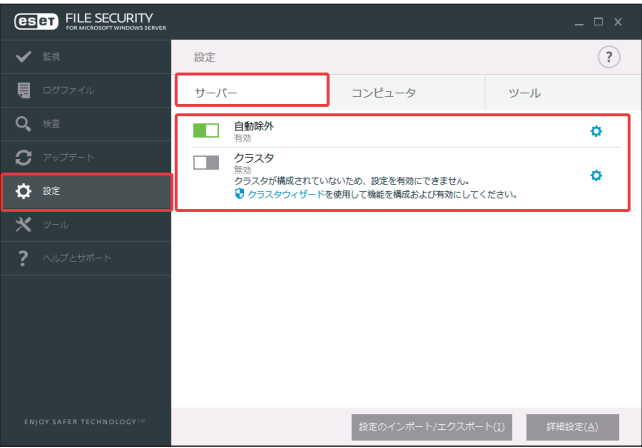 eset FILE SECURITY
FOR MICROSOFT WINDOWS SERVER
監視
ログファイル
検査
アップデート
設定
ツール
ヘルプとサポート
ENJOY SAFER TECHNOLOGY™
設定
?
サーバー コンピュータ ツール
自動除外
有効
クラスタ
無効
クラスタが構成されていないため、設定を有効にできません。
クラスタウィザードを使用して機能を構成および有効にしてください。
設定のインポート/エクスポート(I) 詳細設定(A)